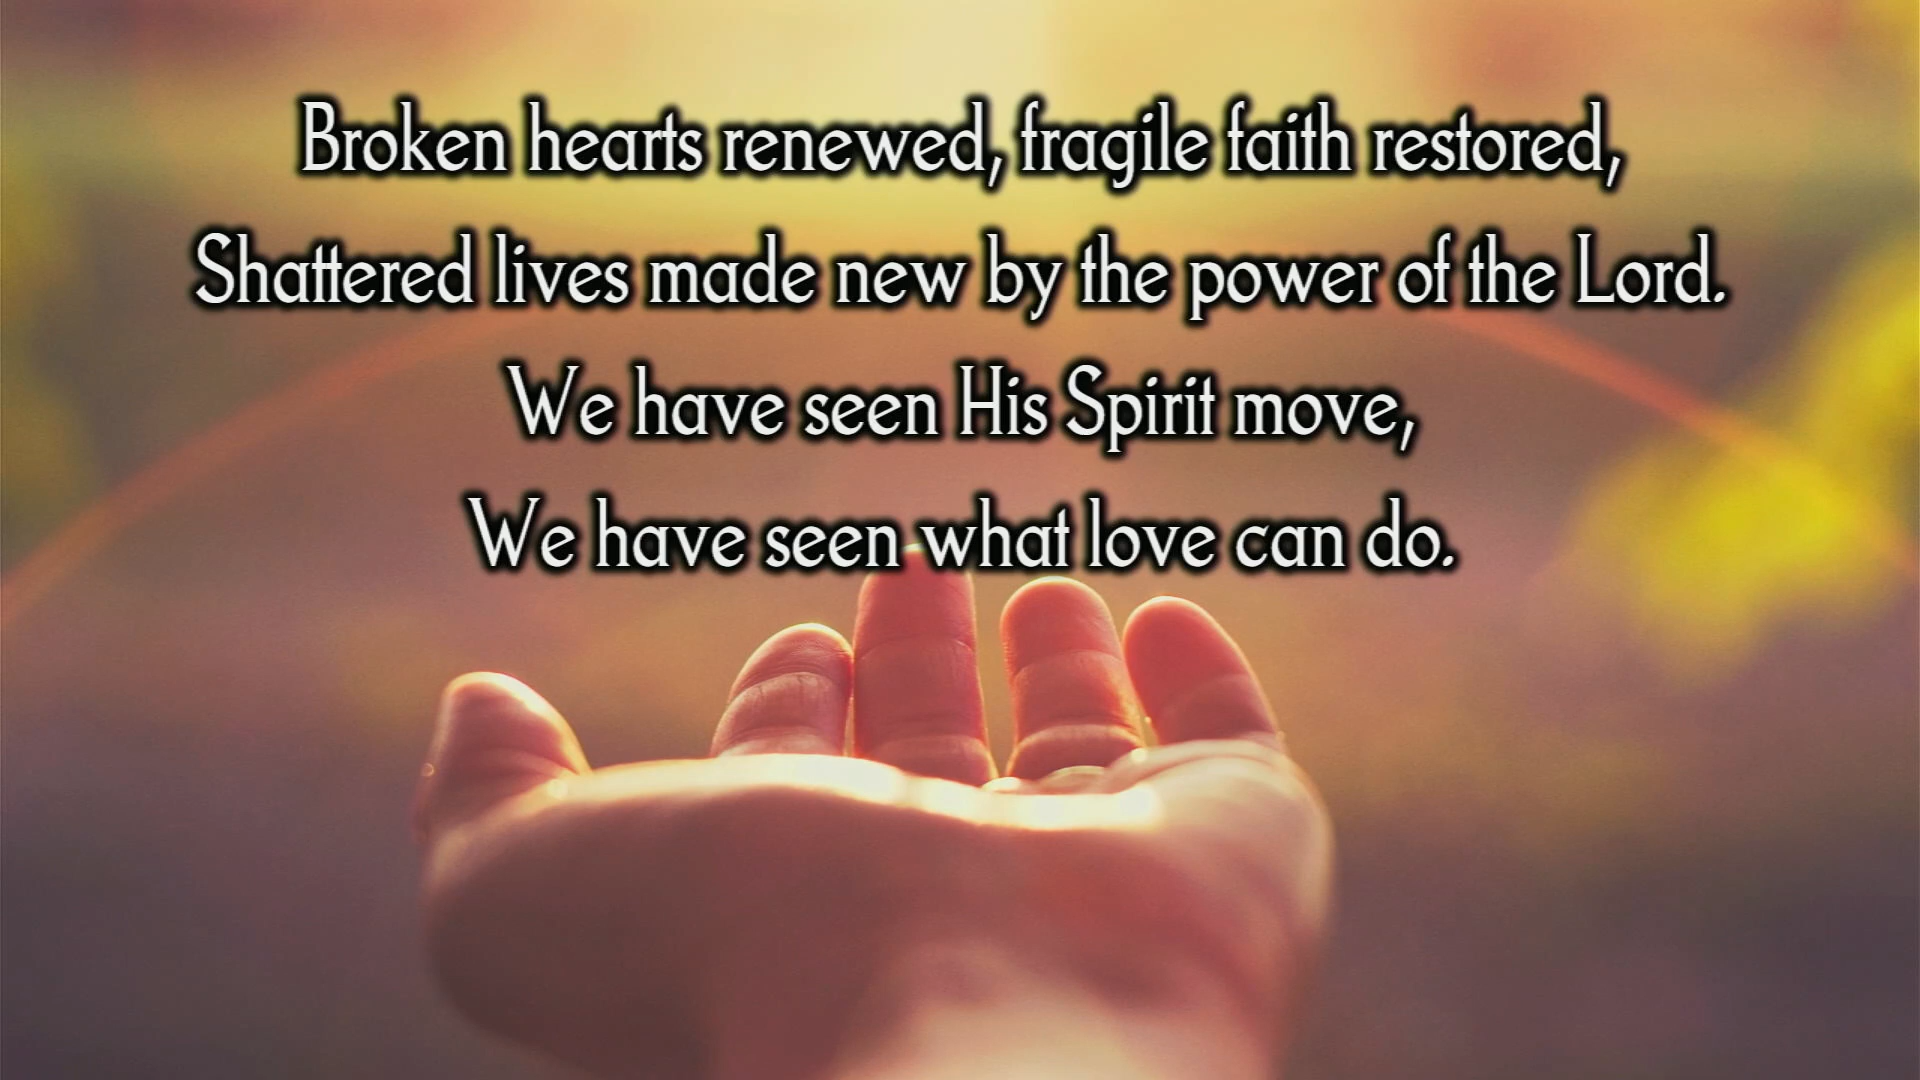 Broken hearts renewed, fragile faith restored,
Shattered lives made new by the power of the Lord.
We have seen His Spirit move,
We have seen what love can do.